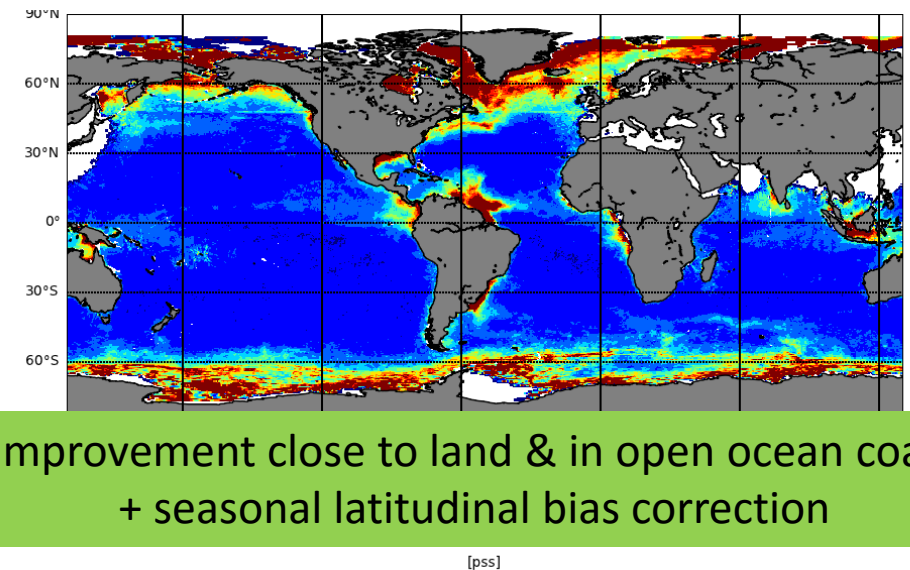 90°N
60°N
30°N
0°
30°S
60°S
mprovement close to land & in open ocean coa
+ seasonal latitudinal bias correction
[pss]